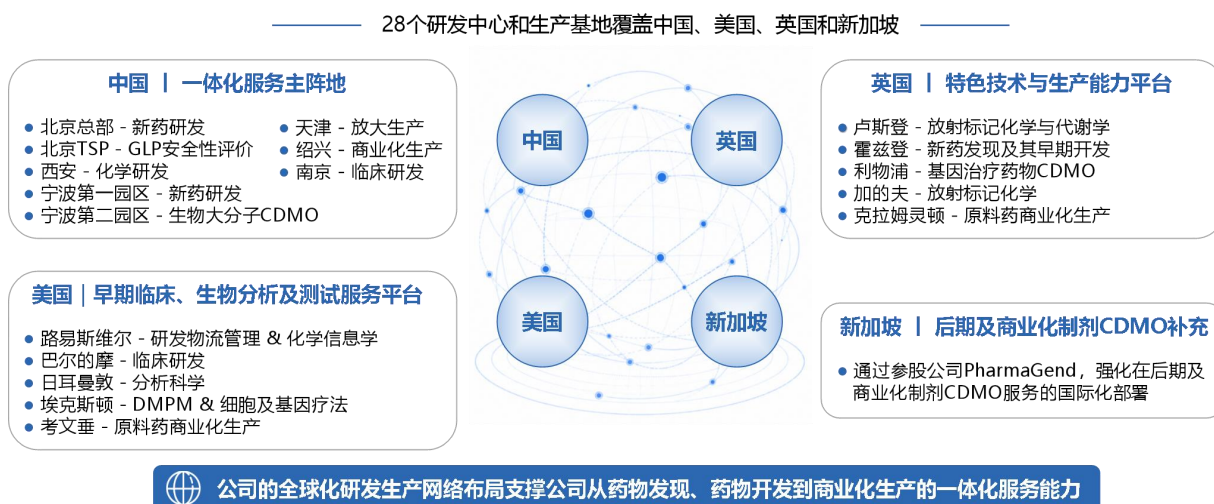 28个研发中心和生产基地覆盖中国、美国、英国和新加坡
中国 | 一体化服务主阵地
● 北京总部 - 新药研发
● 北京TSP - GLP安全性评价
● 西安 - 化学研发
● 宁波第一园区 - 新药研发
● 宁波第二园区 - 生物大分子CDMO
● 天津 - 放大生产
● 绍兴 - 商业化生产
● 南京 - 临床研发
美国 | 早期临床、生物分析及测试服务平台
● 路易斯维尔 - 研发物流管理 & 化学信息学
● 巴尔的摩 - 临床研发
● 日耳曼敦 - 分析科学
● 埃克斯顿 - DMPM & 细胞及基因疗法
● 考文垂 - 原料药商业化生产
中国
英国
美国
新加坡
英国 | 特色技术与生产能力平台
● 卢斯登 - 放射标记化学与代谢学
● 霍兹登 - 新药发现及其早期开发
● 利物浦 - 基因治疗药物CDMO
● 加的夫 - 放射标记化学
● 克拉姆灵顿 - 原料药商业化生产
新加坡 | 后期及商业化制剂CDMO补充
● 通过参股公司PharmaGend，强化在后期及
商业化制剂CDMO服务的国际化部署
公司的全球化研发生产网络布局支撑公司从药物发现、药物开发到商业化生产的一体化服务能力